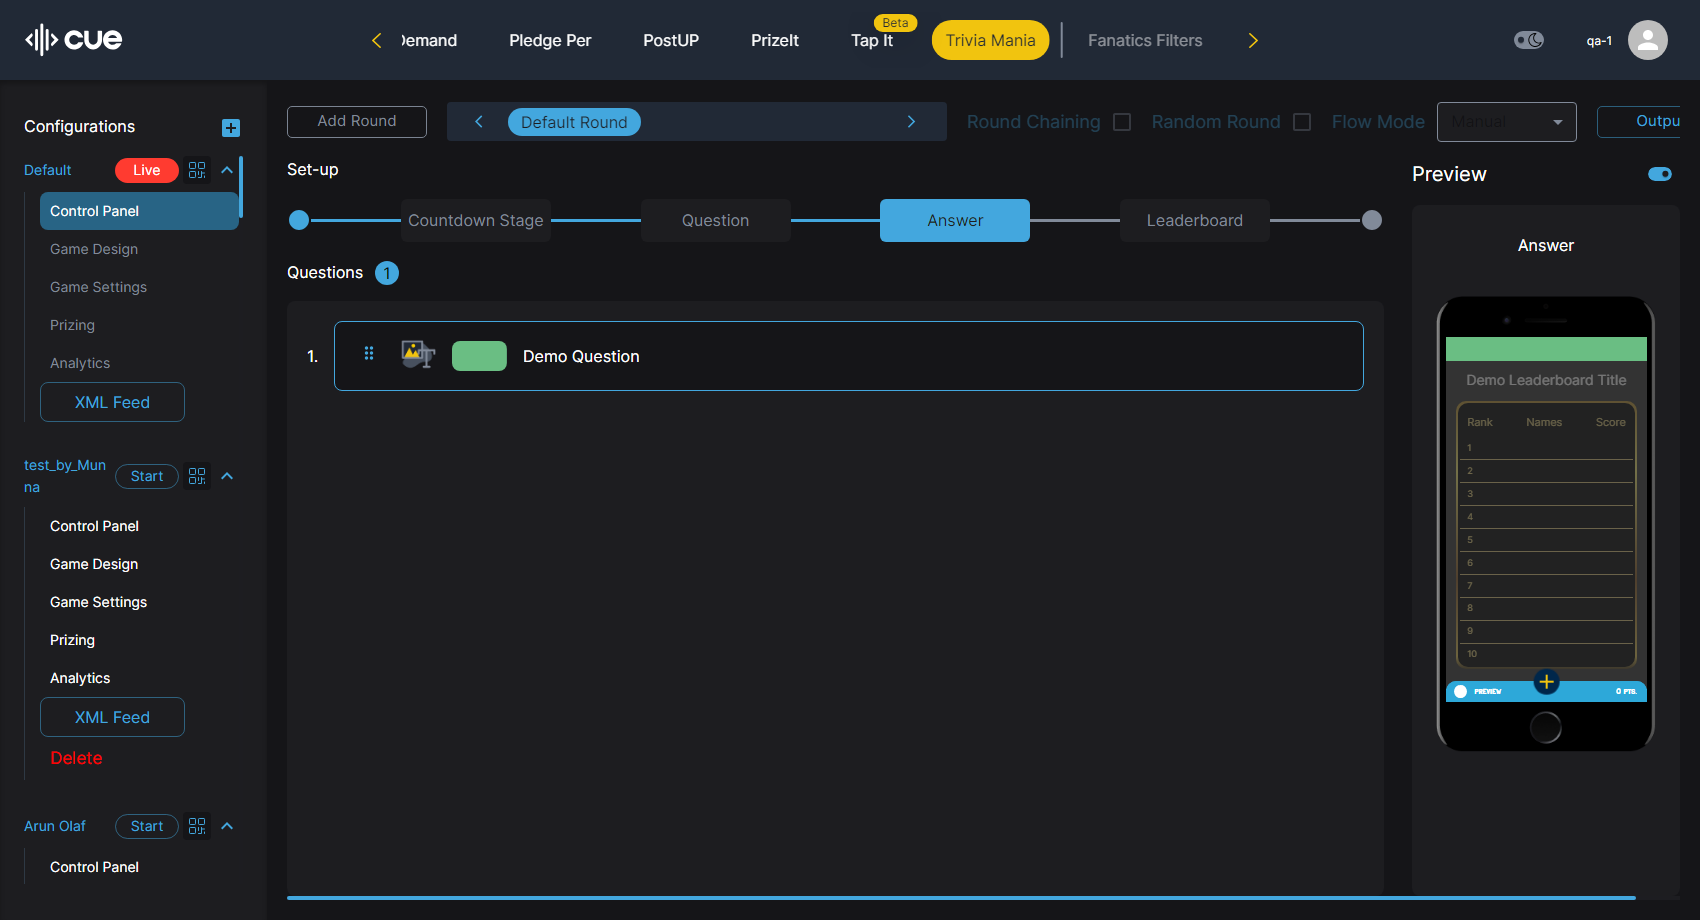 cue
Demand
Pledge Per
PostUP
PrizeIt
Tap It
Beta
Trivia Mania
Fanatics Filters
qa-1
Configurations
Default
Live
Control Panel
Game Design
Game Settings
Prizing
Analytics
XML Feed
test_by_Mun
na
Start
Control Panel
Game Design
Game Settings
Prizing
Analytics
XML Feed
Delete
Arun Olaf
Start
Control Panel
Add Round
Default Round
Round Chaining
Random Round
Flow Mode
Manual
Outpu
Set-up
Countdown Stage
Question
Answer
Leaderboard
Questions 1
1. Demo Question
Preview
Answer
Demo Leaderboard Title
Rank Names Score
1
2
3
4
5
6
7
8
9
10
PREVIEW
0 PTS.